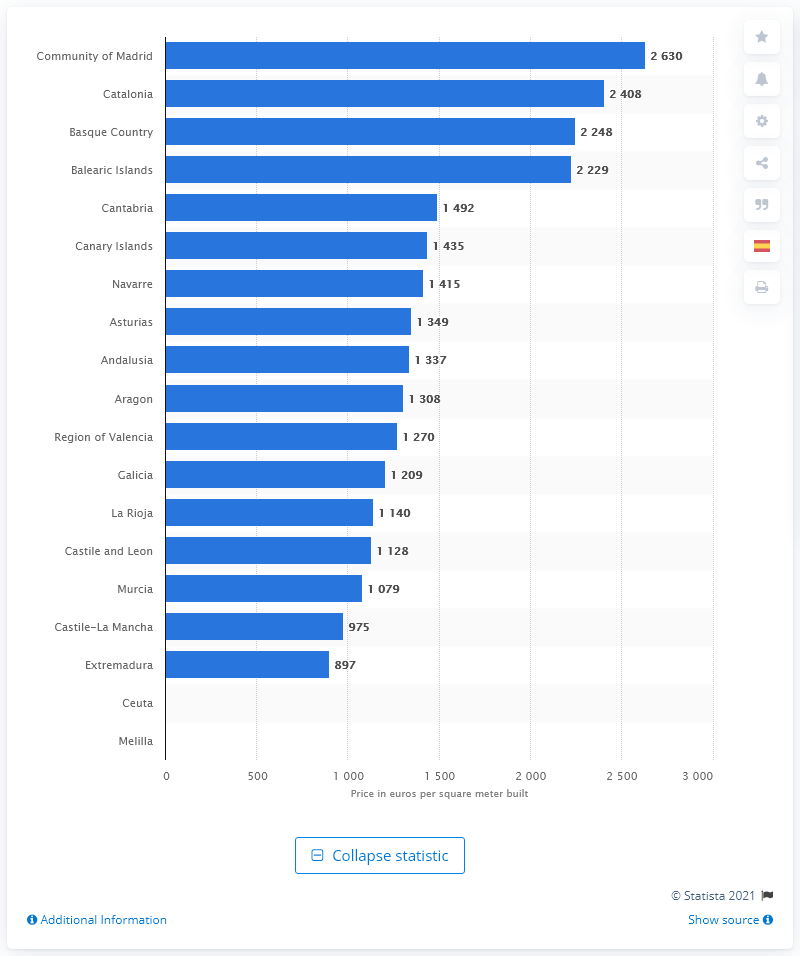 Community of Madrid 2 630
Catalonia 2 408
Basque Country 2 248
Balearic Islands 2 229
Cantabria 1 492
Canary Islands 1 435
Navarre 1 415
Asturias 1 349
Andalusia 1 337
Aragon 1 308
Region of Valencia 1 270
Galicia 1 209
La Rioja 1 140
Castile and Leon 1 128
Murcia 1 079
Castile-La Mancha 975
Extremadura 897
Ceuta
Melilla
0 500 1 000 1 500 2 000 2 500 3 000
Price in euros per square meter built
Collapse statistic
© Statista 2021
Additional Information Show source